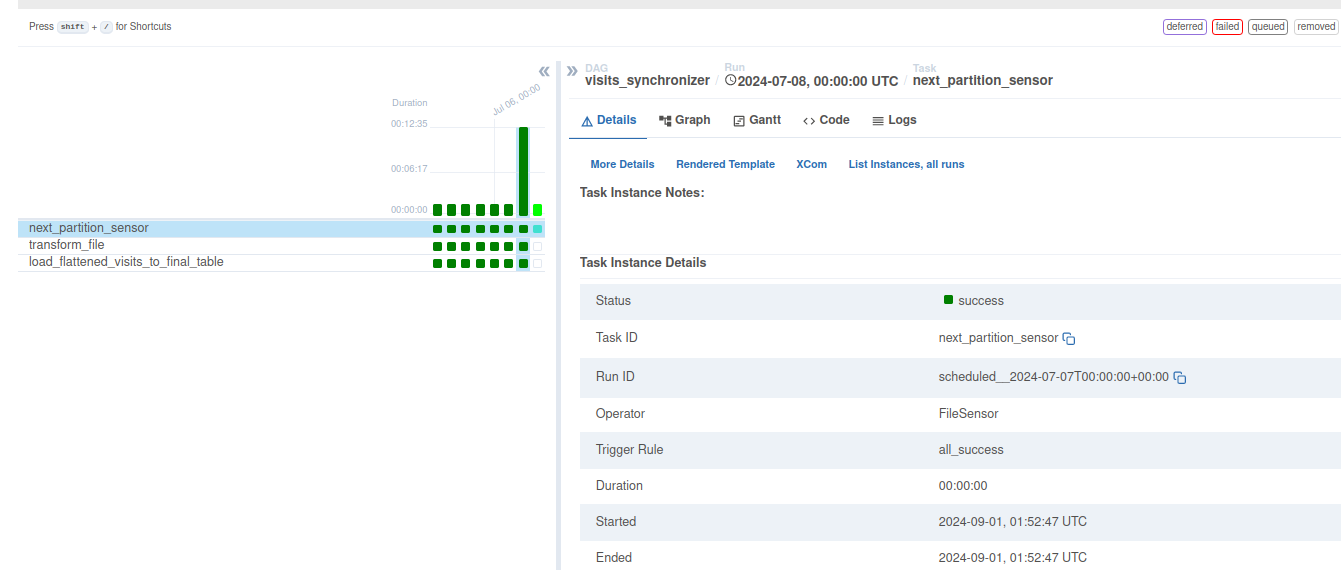 Press shift + / for Shortcuts
deferred failed queued removed
DAG Run Task
visits_synchronizer / 2024-07-08, 00:00:00 UTC / next_partition_sensor
Jul 06, 00:00
Duration
00:12:35
00:06:17
00:00:00
next_partition_sensor
transform_file
load_flattened_visits_to_final_table
Details Graph Gantt Code Logs
More Details Rendered Template XCom List Instances, all runs
Task Instance Notes:
Task Instance Details
Status success
Task ID next_partition_sensor
Run ID scheduled__2024-07-07T00:00:00+00:00
Operator FileSensor
Trigger Rule all_success
Duration 00:00:00
Started 2024-09-01, 01:52:47 UTC
Ended 2024-09-01, 01:52:47 UTC